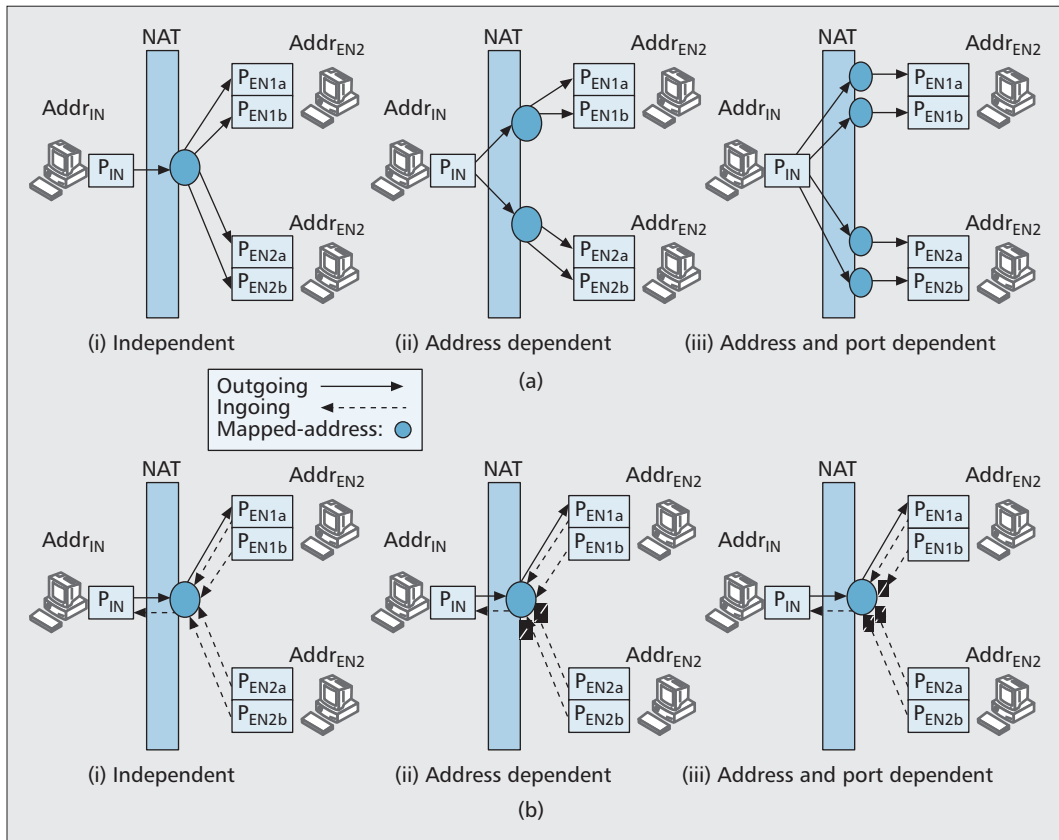 NAT
Addr_EN2
NAT
Addr_EN2
NAT
Addr_EN2
Addr_IN
P_EN1a
P_EN1b
Addr_IN
P_EN1a
P_EN1b
Addr_IN
P_EN1a
P_EN1b
P_IN
P_IN
P_IN
Addr_EN2
Addr_EN2
Addr_EN2
P_EN2a
P_EN2b
P_EN2a
P_EN2b
P_EN2a
P_EN2b
(i) Independent
(ii) Address dependent
(iii) Address and port dependent
(a)
Outgoing
Ingoing
Mapped-address:
NAT
Addr_EN2
NAT
Addr_EN2
NAT
Addr_EN2
Addr_IN
P_EN1a
P_EN1b
Addr_IN
P_EN1a
P_EN1b
Addr_IN
P_EN1a
P_EN1b
P_IN
P_IN
P_IN
Addr_EN2
Addr_EN2
Addr_EN2
P_EN2a
P_EN2b
P_EN2a
P_EN2b
P_EN2a
P_EN2b
(i) Independent
(ii) Address dependent
(iii) Address and port dependent
(b)